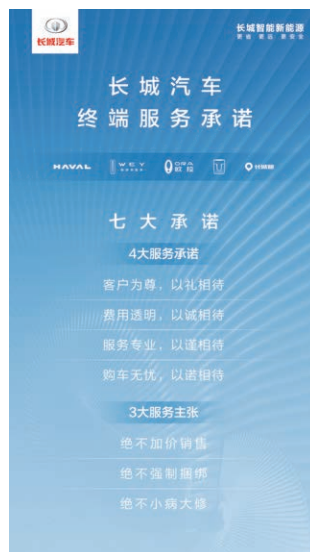 长城汽车
长城智能新能源
长城汽车
终端服务承诺
HAVAL WEY ORA 欧拉
七大承诺
4大服务承诺
客户为尊，以礼相待
费用透明，以诚相待
服务专业，以谨相待
购车无忧，以诺相待
3大服务主张
绝不加价销售
绝不强制捆绑
绝不小病大修